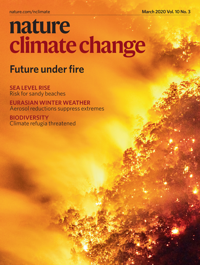 nature.com/nclimate
March 2020 Vol. 10 No. 3
nature
climate change
Future under fire
SEA LEVEL RISE
Risk for sandy beaches
EURASIAN WINTER WEATHER
Aerosol reductions suppress extremes
BIODIVERSITY
Climate refugia threatened